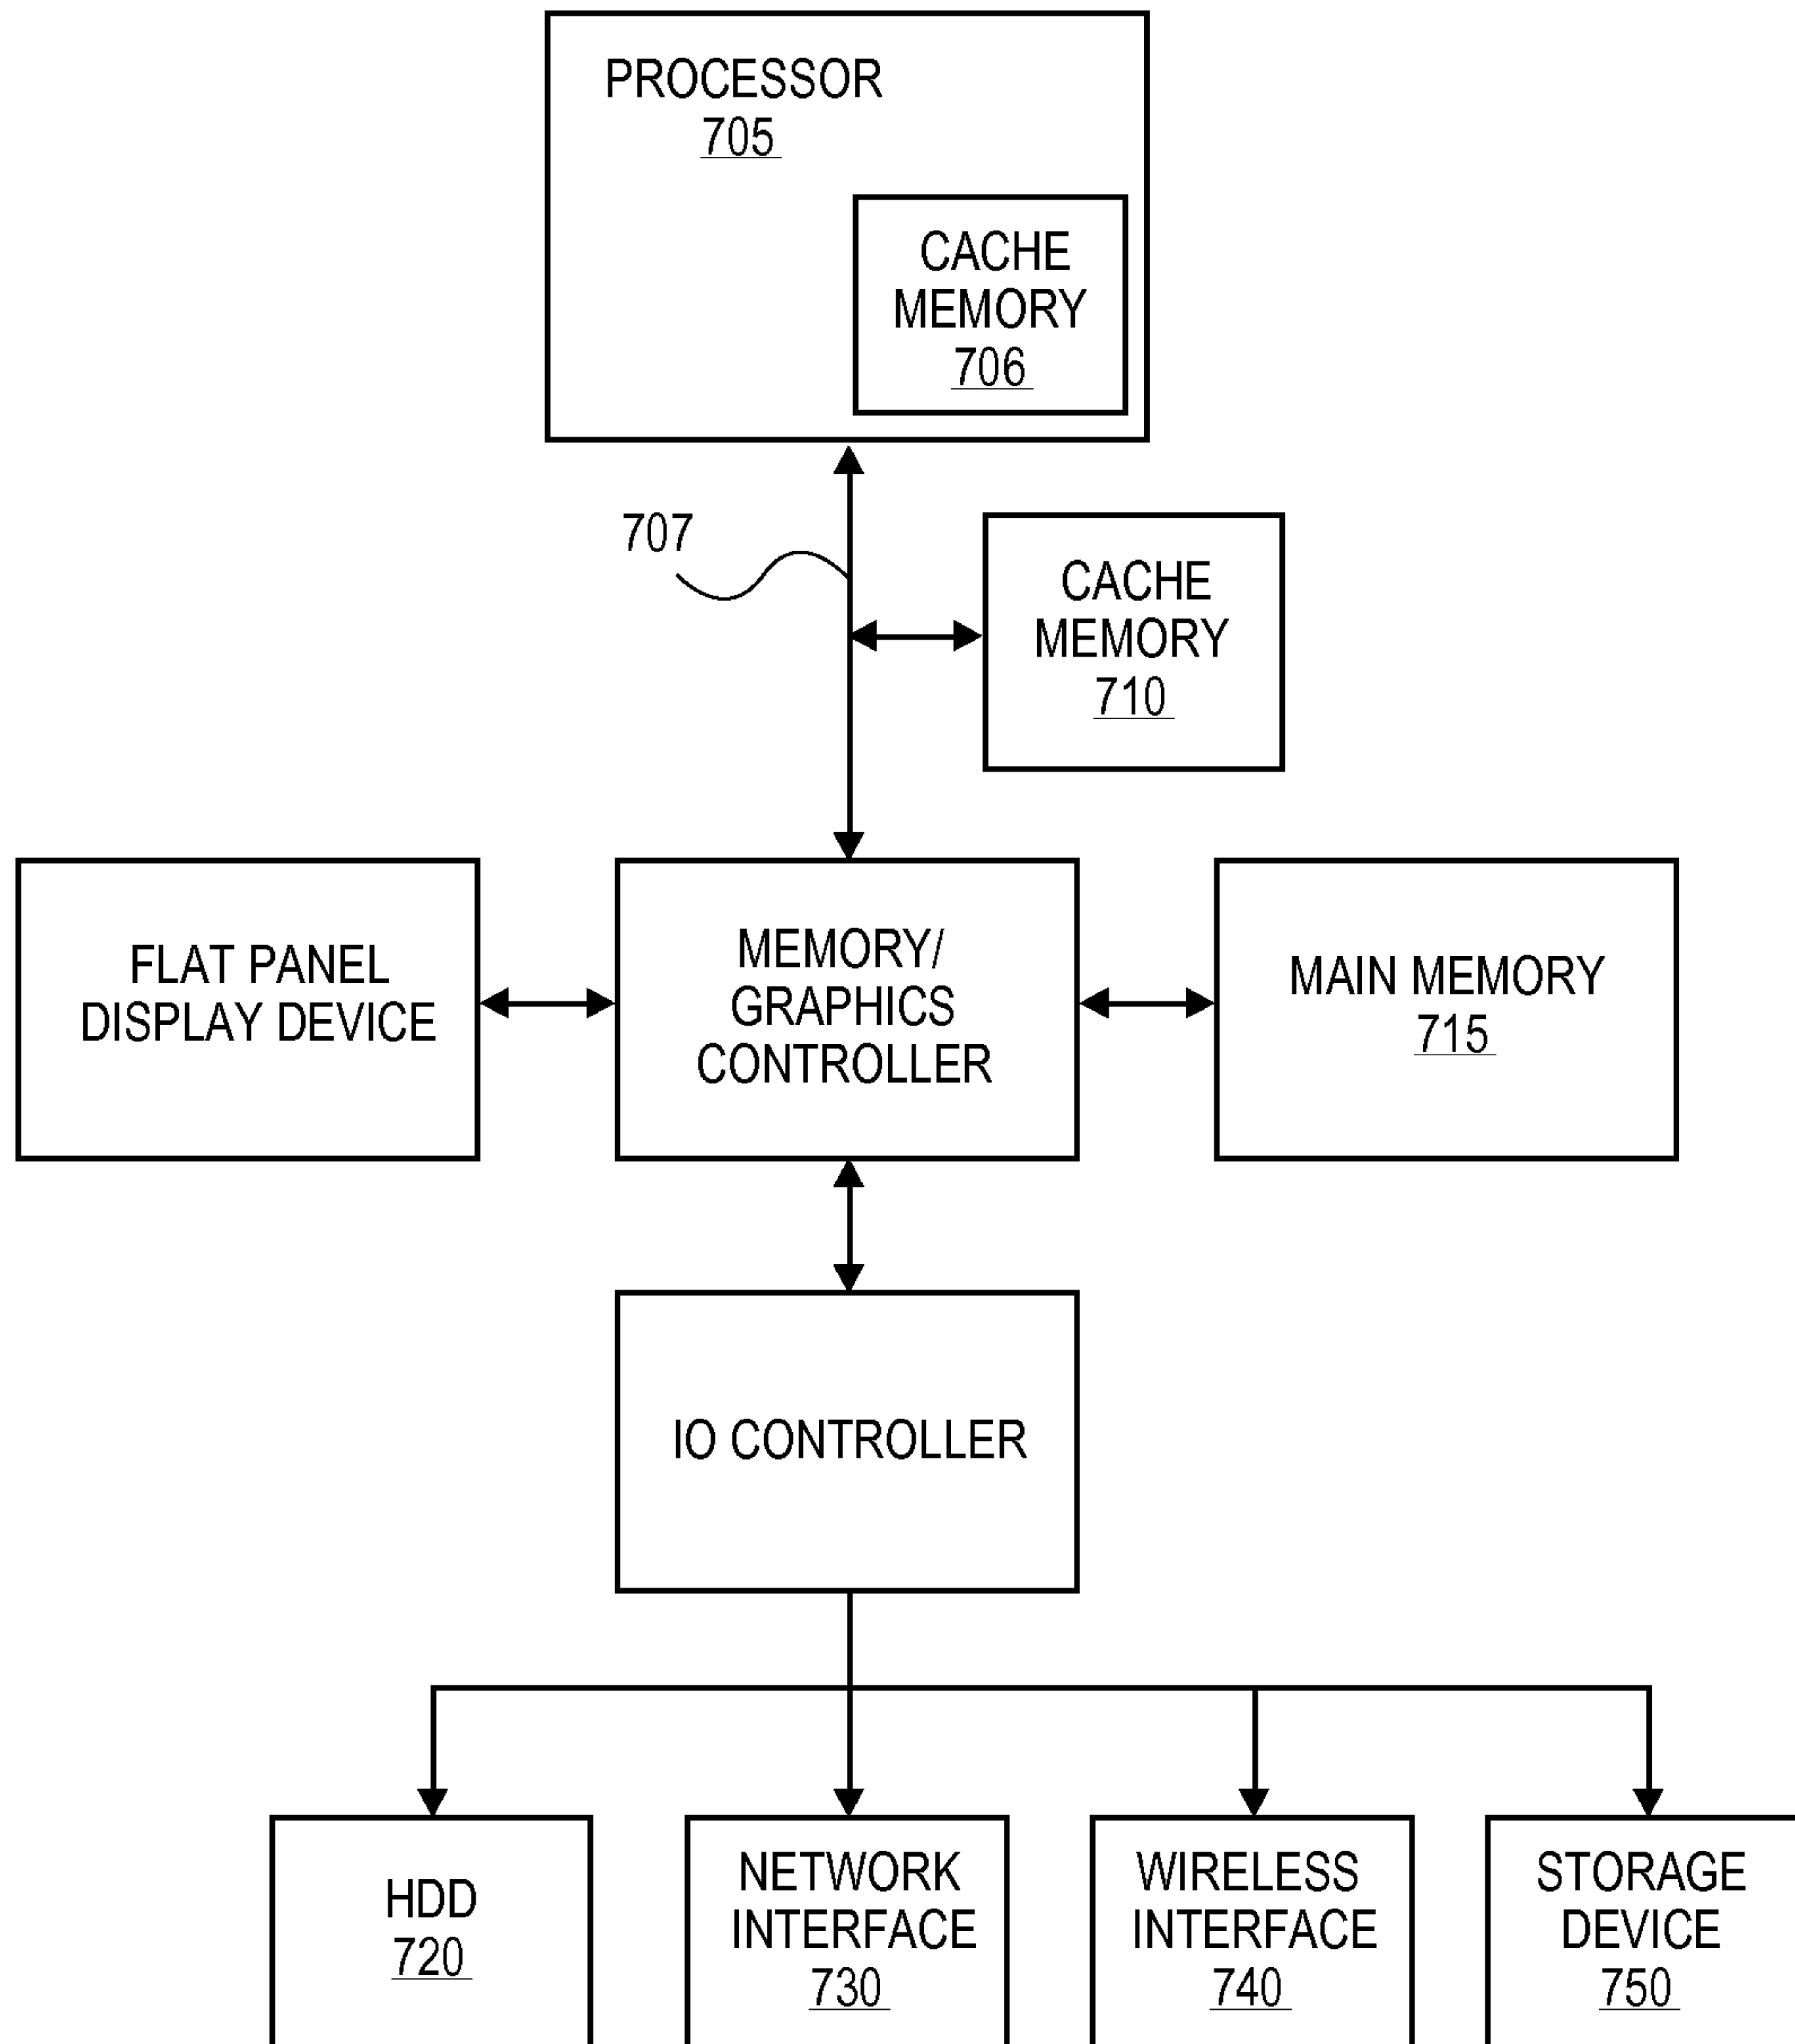 PROCESSOR
705
CACHE
MEMORY
706
707
CACHE
MEMORY
710
FLAT PANEL
DISPLAY DEVICE
MEMORY/
GRAPHICS
CONTROLLER
MAIN MEMORY
715
IO CONTROLLER
HDD
720
NETWORK
INTERFACE
730
WIRELESS
INTERFACE
740
STORAGE
DEVICE
750